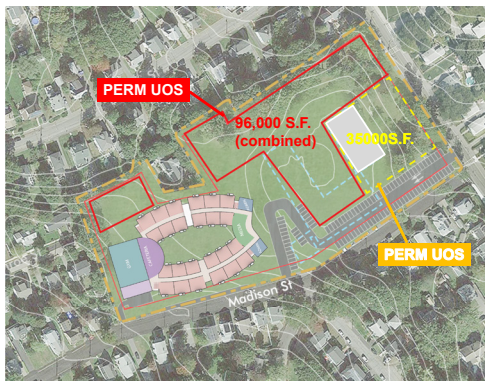 PERM UOS
96,000 S.F.
(combined)
35000S.F.
PERM UOS
Madison St